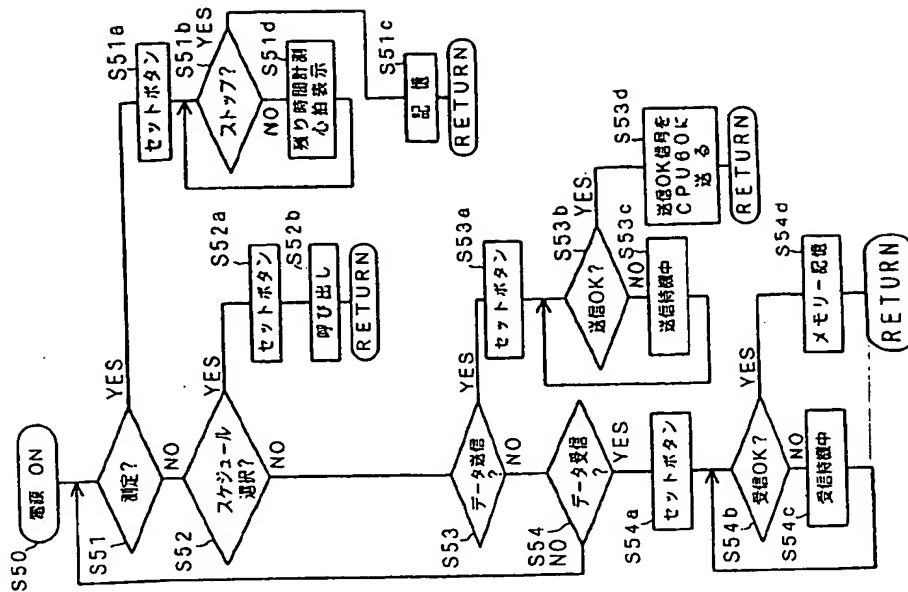 S50
電源 ON
S51
測定?
YES
NO
S51a
セットボタン
S51b
ストップ?
YES
NO
S51d
残り時間計測
心拍表示
S51c
記憶
RETURN
S52
スケジュール
選択?
YES
NO
S52a
セットボタン
S52b
呼び出し
RETURN
S53
データ送信
?
YES
NO
S53a
セットボタン
S53b
送信OK?
YES
NO
S53c
送信待機中
S53d
送信OK信号を
CPU60に
送る
RETURN
S54
データ受信
?
NO
YES
S54a
セットボタン
S54b
受信OK?
YES
NO
S54c
受信待機中
S54d
メモリー記憶
RETURN